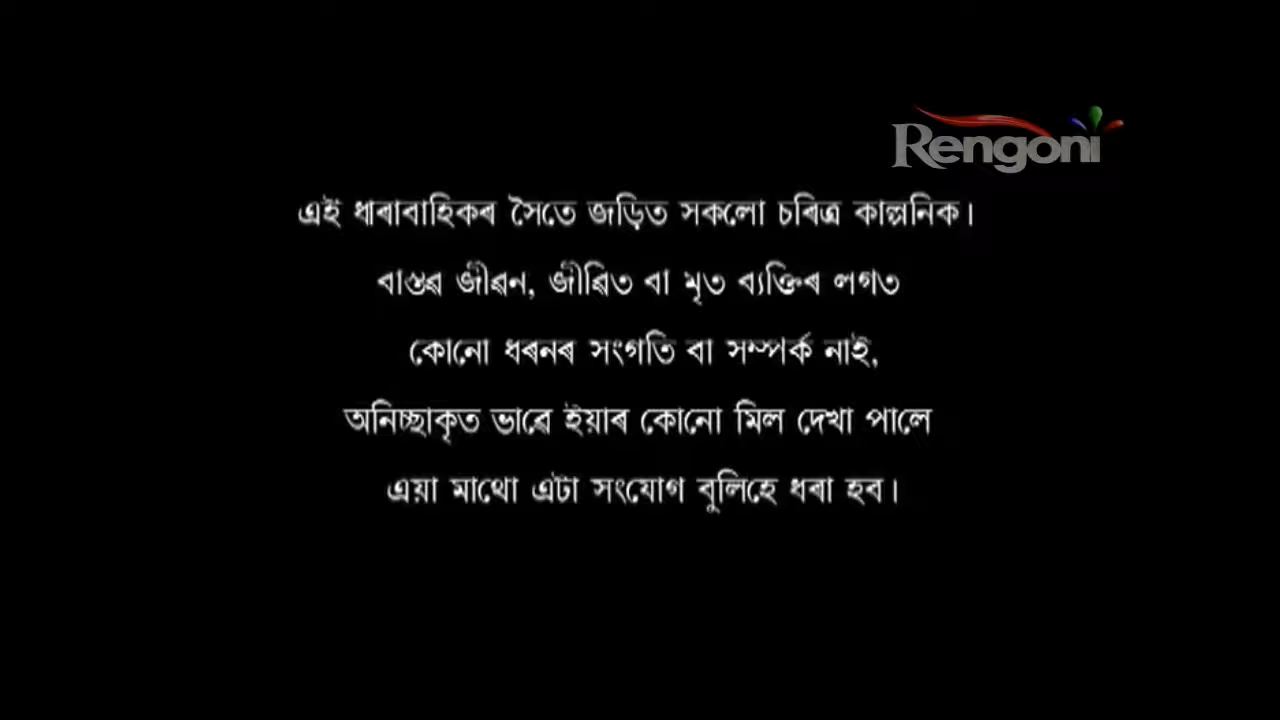 Rengoni
এই ধাৰাবাহিকৰ সৈতে জড়িত সকলো চৰিত্ৰ কাল্পনিক।
বাস্তৱ জীৱন, জীৱিত বা মৃত ব্যক্তিৰ লগত
কোনো ধৰনৰ সংগতি বা সম্পৰ্ক নাই,
অনিচ্ছাকৃত ভাৱে ইয়াৰ কোনো মিল দেখা পালে
এয়া মাথো এটা সংযোগ বুলিহে ধৰা হব।